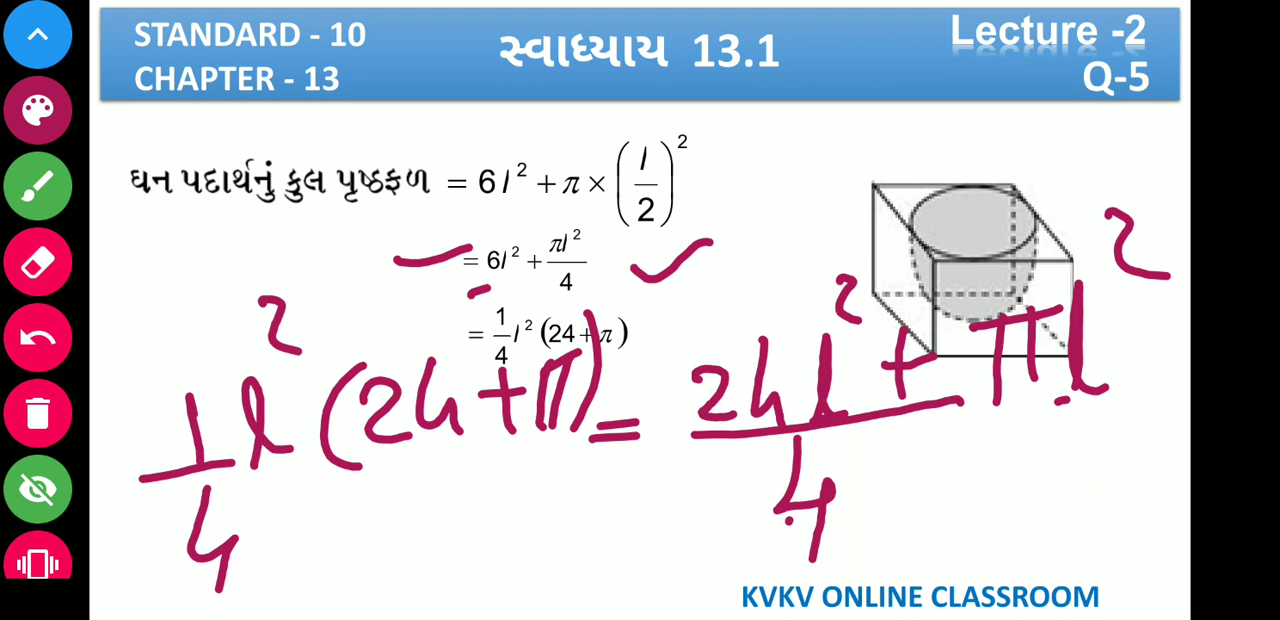 STANDARD - 10
CHAPTER - 13
સ્વાધ્યાય 13.1
Lecture -2
Q-5
ઘન પદાર્થનું કુલ પૃષ્ઠફળ = 6l² + π × (l/2)²
= 6l² + πl²/4
= 1/4 l² (24+π)
1/4 l² (24+π) = 24l² + πl² / 4
KVKV ONLINE CLASSROOM